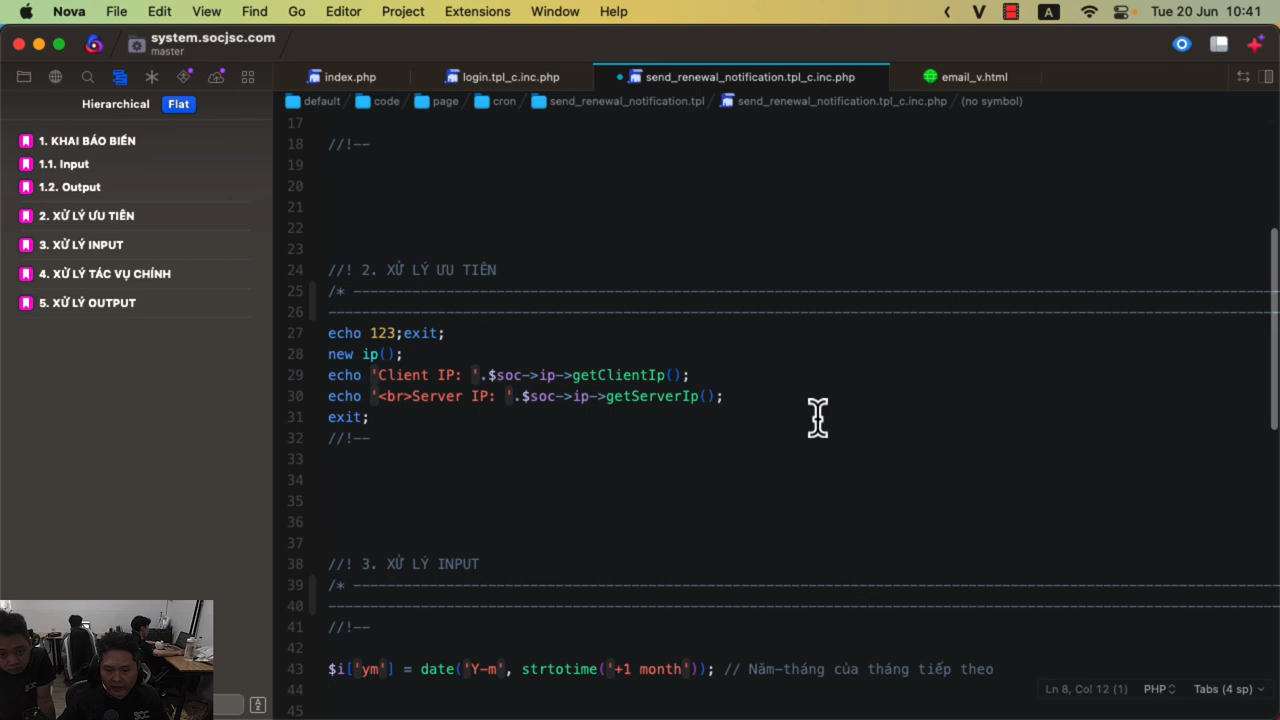 Nova File Edit View Find Go Editor Project Extensions Window Help
V A Tue 20 Jun 10:41
system.socjsc.com
master
index.php login.tpl_c.inc.php send_renewal_notification.tpl_c.inc.php email_v.html
Hierarchical Flat
default code page cron send_renewal_notification.tpl send_renewal_notification.tpl_c.inc.php (no symbol)
1. KHAI BÁO BIẾN
1.1. Input
1.2. Output
2. XỬ LÝ ƯU TIÊN
3. XỬ LÝ INPUT
4. XỬ LÝ TÁC VỤ CHÍNH
5. XỬ LÝ OUTPUT
17
18 //!--
19
20
21
22
23
24 //! 2. XỬ LÝ ƯU TIÊN
25 /* --------------------------------------------------------------------------------
26 --------------------------------------------------------------------------------
27 echo 123;exit;
28 new ip();
29 echo 'Client IP: '.$soc->ip->getClientIp();
30 echo '<br>Server IP: '.$soc->ip->getServerIp();
31 exit;
32 //!--
33
34
35
36
37
38 //! 3. XỬ LÝ INPUT
39 /* --------------------------------------------------------------------------------
40 --------------------------------------------------------------------------------
41 //!--
42
43 $i['ym'] = date('Y-m', strtotime('+1 month')); // Năm-tháng của tháng tiếp theo
44
45
Ln 8, Col 12 (1) PHP Tabs (4 sp)